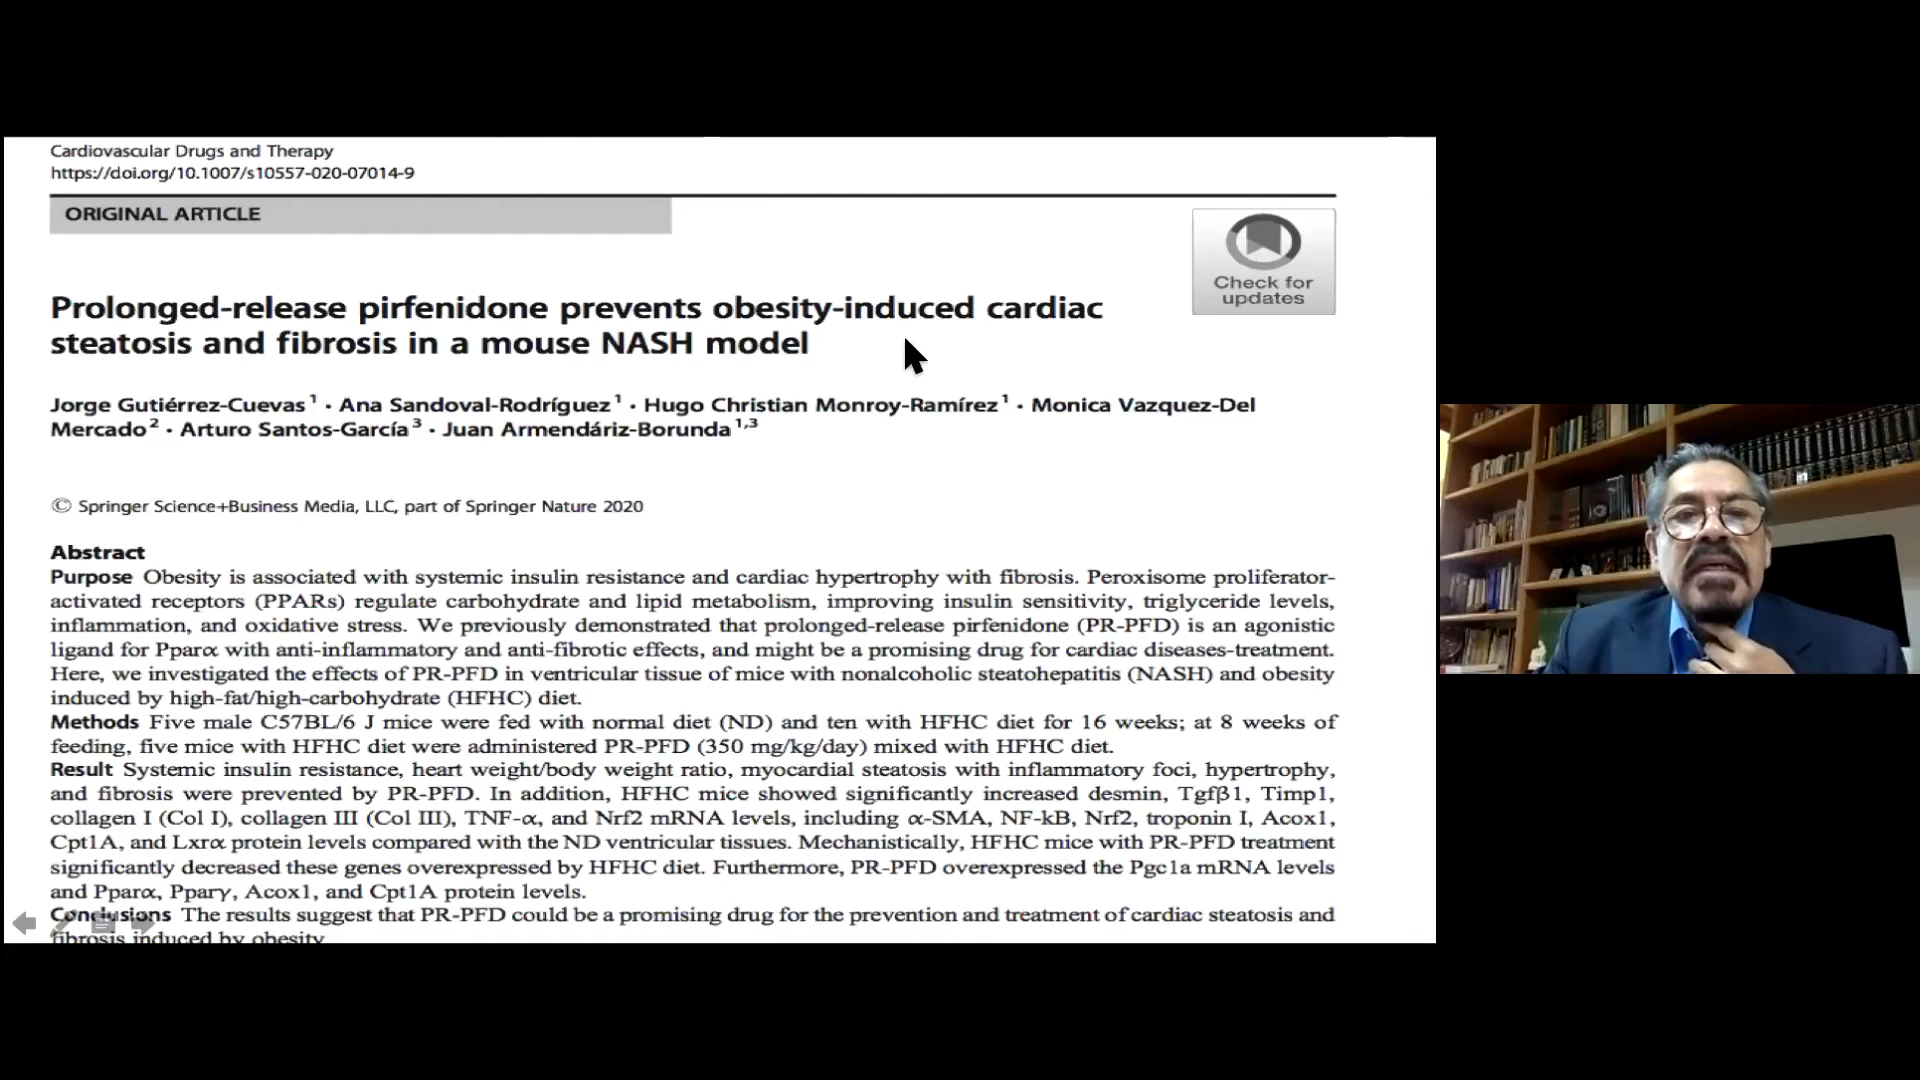 Cardiovascular Drugs and Therapy
https://doi.org/10.1007/s10557-020-07014-9
ORIGINAL ARTICLE
Check for
updates
Prolonged-release pirfenidone prevents obesity-induced cardiac
steatosis and fibrosis in a mouse NASH model
Jorge Gutiérrez-Cuevas¹ · Ana Sandoval-Rodríguez¹ · Hugo Christian Monroy-Ramírez¹ · Monica Vazquez-Del
Mercado² · Arturo Santos-García³ · Juan Armendáriz-Borunda¹,³
© Springer Science+Business Media, LLC, part of Springer Nature 2020
Abstract
Purpose Obesity is associated with systemic insulin resistance and cardiac hypertrophy with fibrosis. Peroxisome proliferator-
activated receptors (PPARs) regulate carbohydrate and lipid metabolism, improving insulin sensitivity, triglyceride levels,
inflammation, and oxidative stress. We previously demonstrated that prolonged-release pirfenidone (PR-PFD) is an agonistic
ligand for Pparα with anti-inflammatory and anti-fibrotic effects, and might be a promising drug for cardiac diseases-treatment.
Here, we investigated the effects of PR-PFD in ventricular tissue of mice with nonalcoholic steatohepatitis (NASH) and obesity
induced by high-fat/high-carbohydrate (HFHC) diet.
Methods Five male C57BL/6 J mice were fed with normal diet (ND) and ten with HFHC diet for 16 weeks; at 8 weeks of
feeding, five mice with HFHC diet were administered PR-PFD (350 mg/kg/day) mixed with HFHC diet.
Result Systemic insulin resistance, heart weight/body weight ratio, myocardial steatosis with inflammatory foci, hypertrophy,
and fibrosis were prevented by PR-PFD. In addition, HFHC mice showed significantly increased desmin, Tgfβ1, Timp1,
collagen I (Col I), collagen III (Col III), TNF-α, and Nrf2 mRNA levels, including α-SMA, NF-kB, Nrf2, troponin I, Acox1,
Cpt1A, and Lxrα protein levels compared with the ND ventricular tissues. Mechanistically, HFHC mice with PR-PFD treatment
significantly decreased these genes overexpressed by HFHC diet. Furthermore, PR-PFD overexpressed the Pgc1a mRNA levels
and Pparα, Pparγ, Acox1, and Cpt1A protein levels.
Conclusions The results suggest that PR-PFD could be a promising drug for the prevention and treatment of cardiac steatosis and
fibrosis induced by obesity